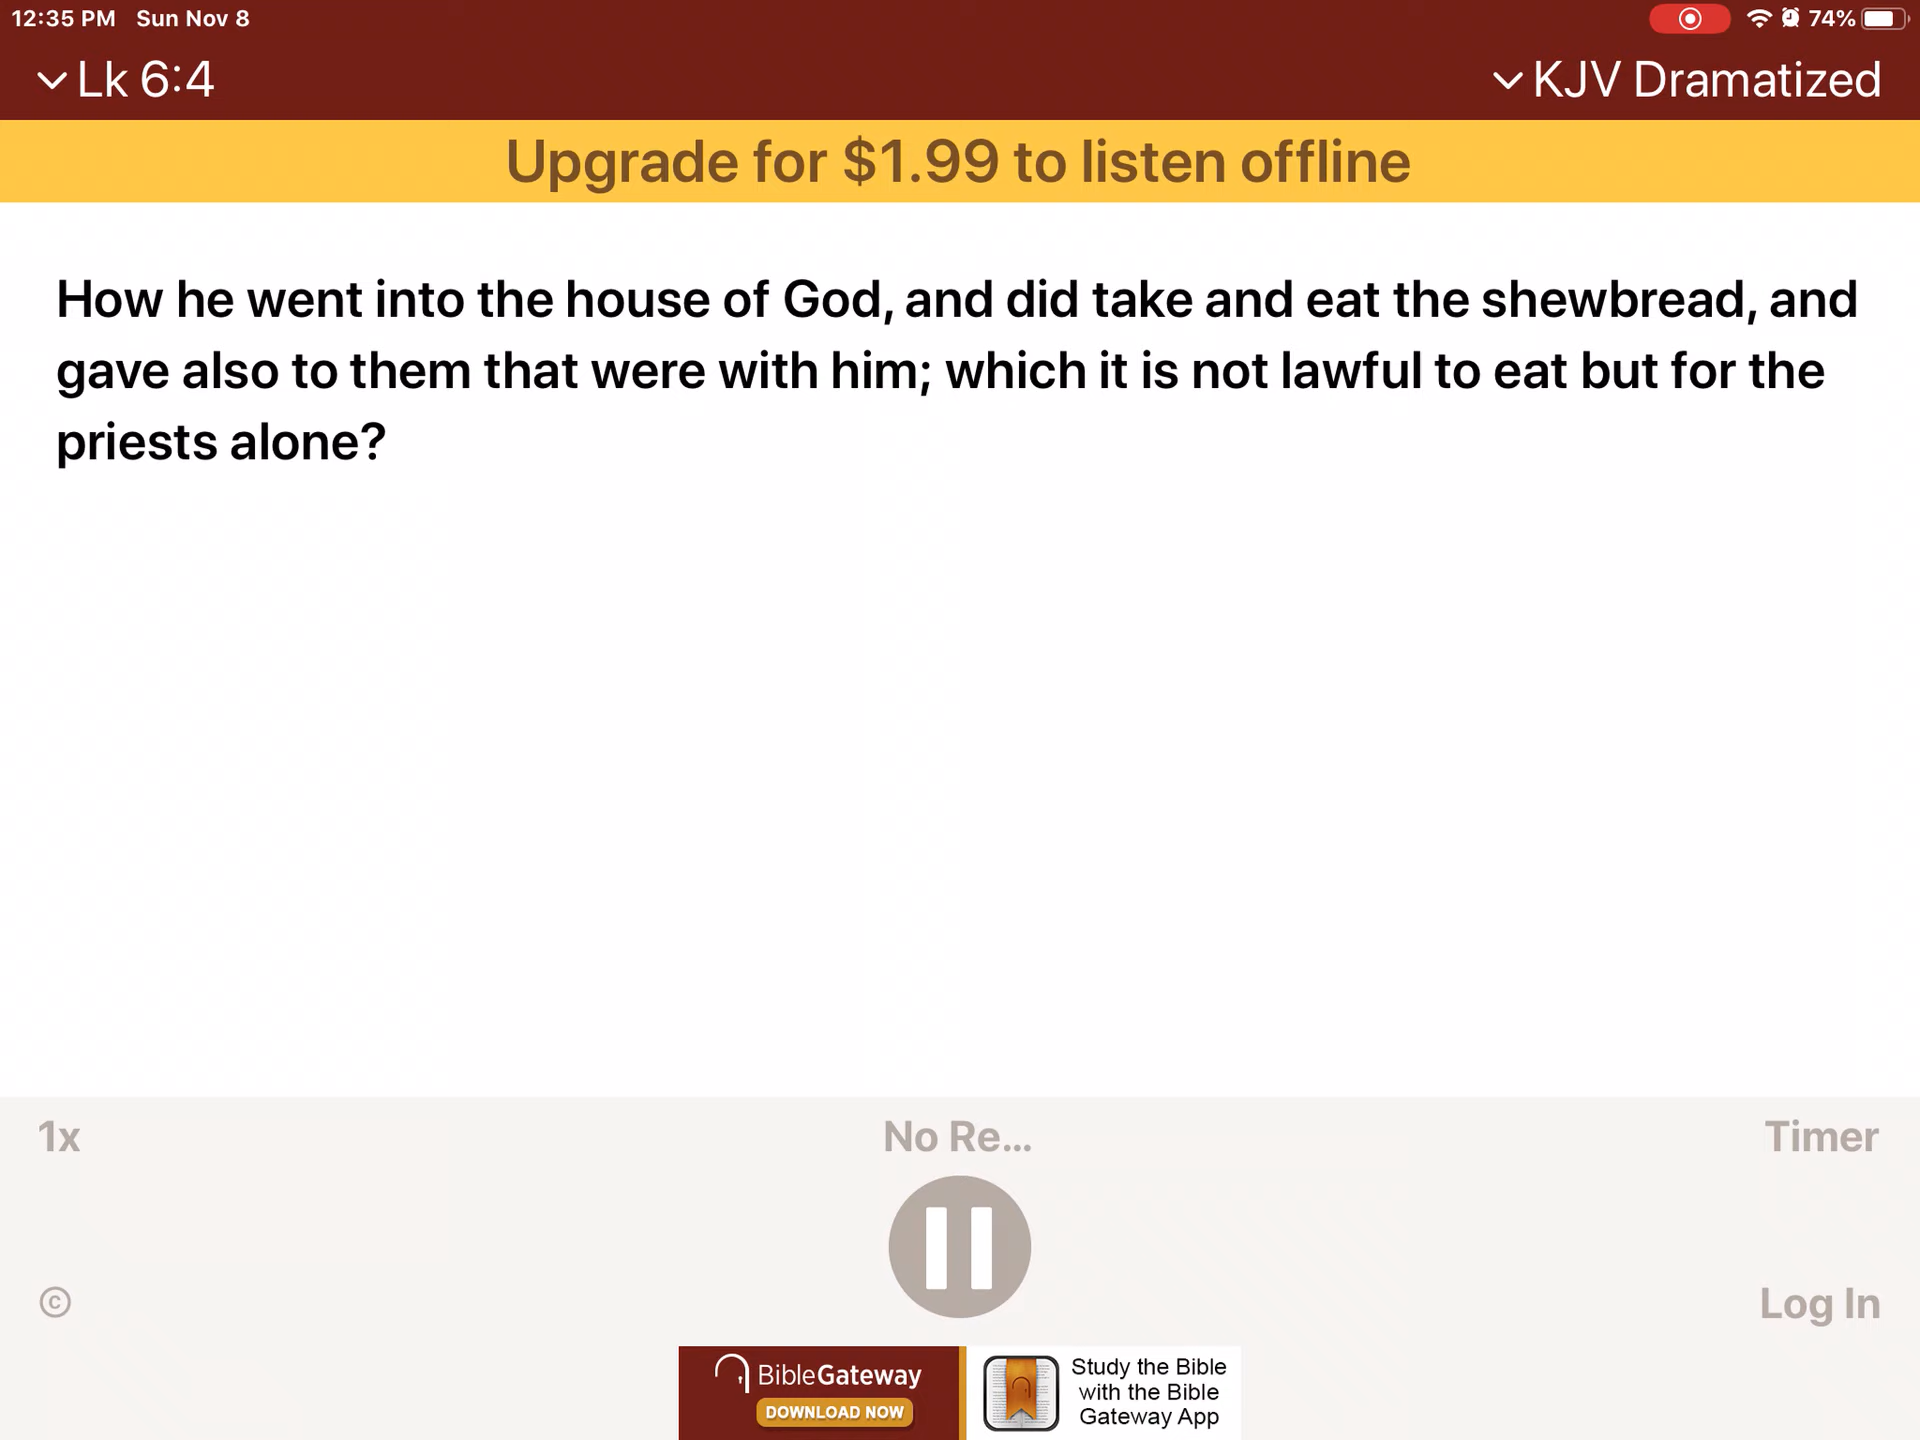 12:35 PM Sun Nov 8 74%
Lk 6:4 KJV Dramatized
Upgrade for $1.99 to listen offline
How he went into the house of God, and did take and eat the shewbread, and
gave also to them that were with him; which it is not lawful to eat but for the
priests alone?
1x No Re... Timer
© Log In
BibleGateway
DOWNLOAD NOW
Study the Bible
with the Bible
Gateway App